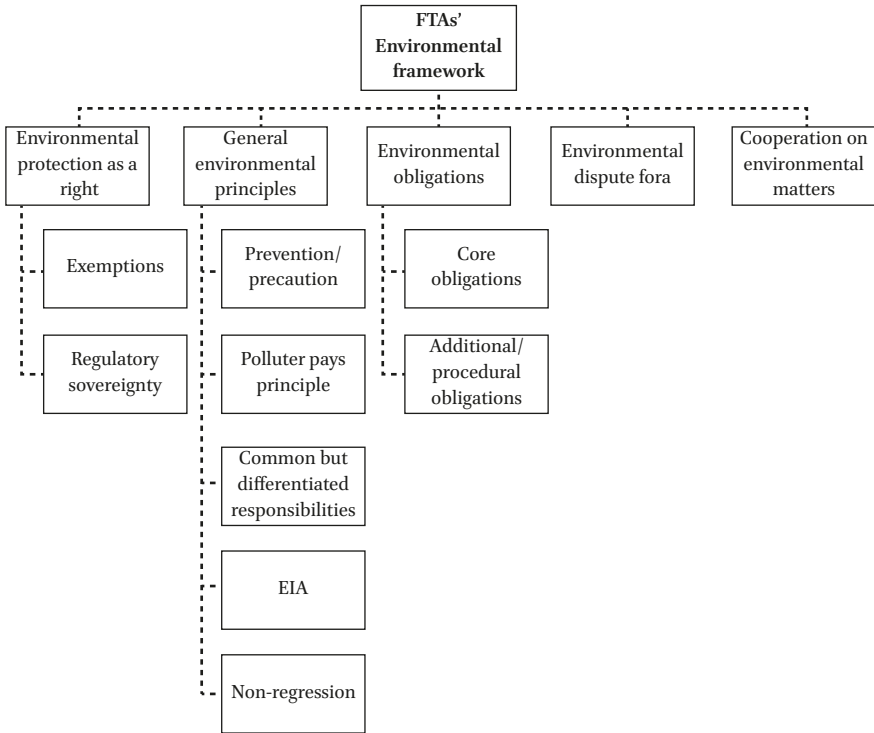 FTAs’
Environmental
framework
Environmental
protection as a
right
General
environmental
principles
Environmental
obligations
Environmental
dispute fora
Cooperation on
environmental
matters
Exemptions
Regulatory
sovereignty
Prevention/
precaution
Polluter pays
principle
Common but
differentiated
responsibilities
EIA
Non-regression
Core
obligations
Additional/
procedural
obligations